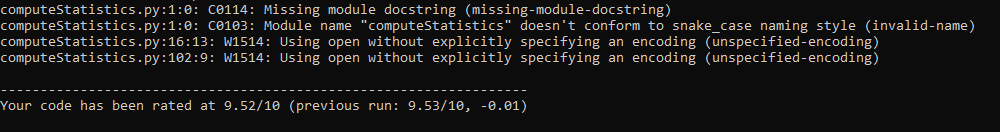 computeStatistics.py:1:0: C0114: Missing module docstring (missing-module-docstring)
computeStatistics.py:1:0: C0103: Module name "computeStatistics" doesn't conform to snake_case naming style (invalid-name)
computeStatistics.py:16:13: W1514: Using open without explicitly specifying an encoding (unspecified-encoding)
computeStatistics.py:102:9: W1514: Using open without explicitly specifying an encoding (unspecified-encoding)
------------------------------------------------------------------
Your code has been rated at 9.52/10 (previous run: 9.53/10, -0.01)